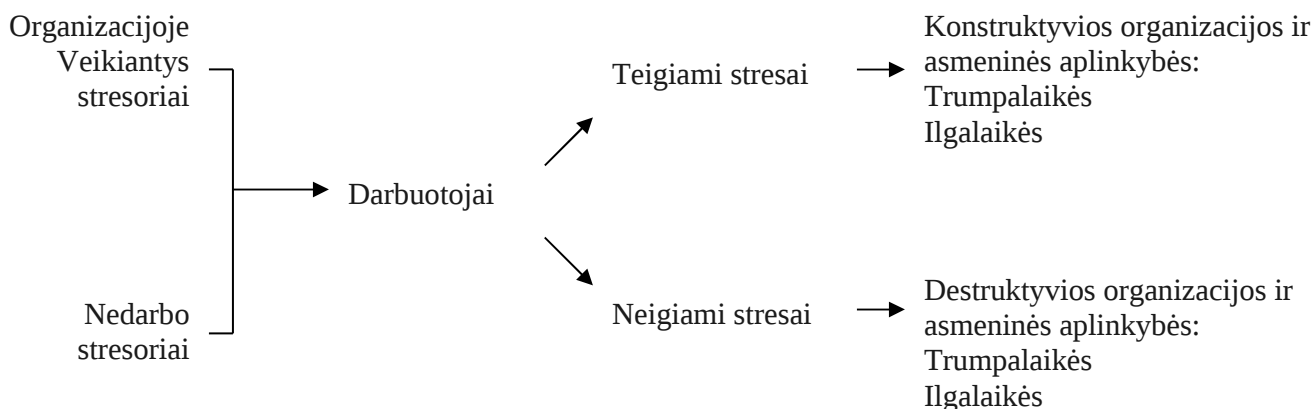 Organizacijoje
Veikiantys
stresoriai
Nedarbo
stresoriai
Darbuotojai
Teigiami stresai
Neigiami stresai
Konstruktyvios organizacijos ir
asmeninės aplinkybės:
Trumpalaikės
Ilgalaikės
Destruktyvios organizacijos ir
asmeninės aplinkybės:
Trumpalaikės
Ilgalaikės